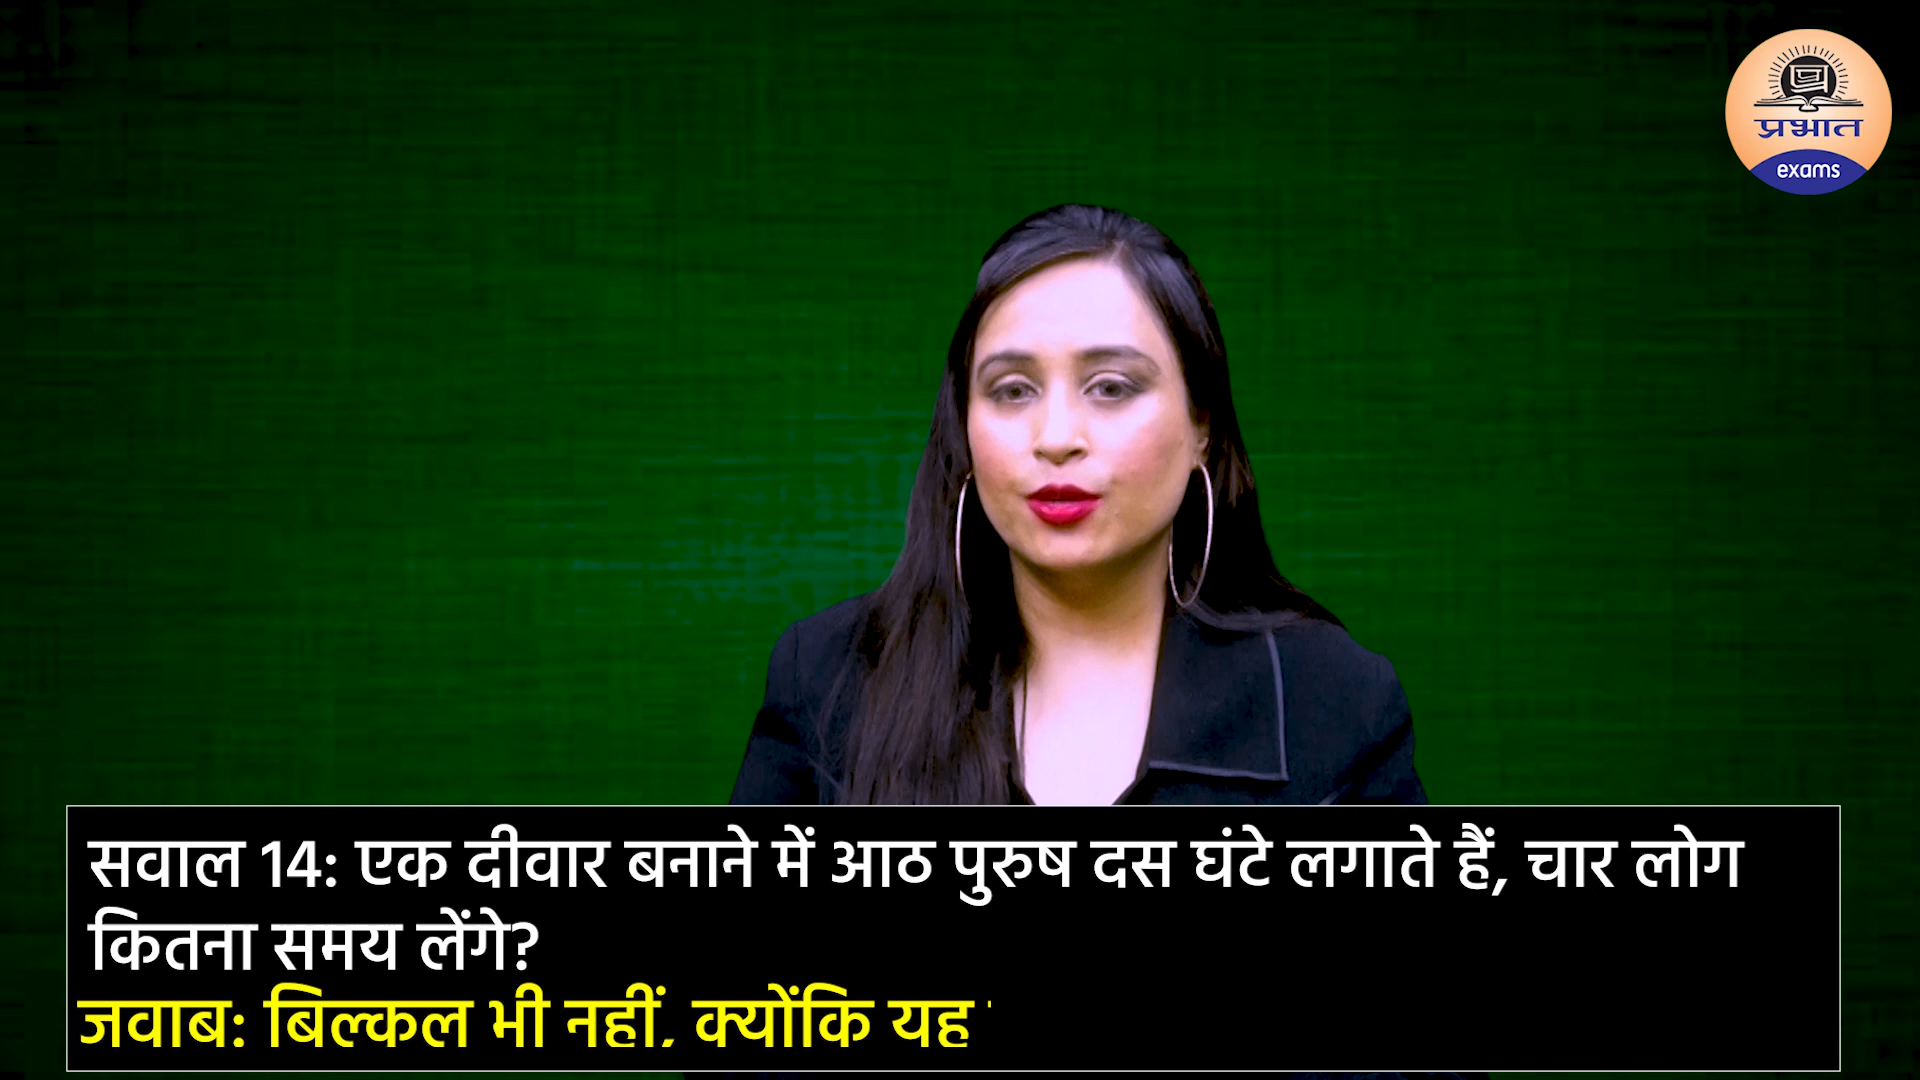 प्रभात
exams
सवाल 14: एक दीवार बनाने में आठ पुरुष दस घंटे लगाते हैं, चार लोग
कितना समय लेंगे?
जवाब: बिल्कल भी नहीं, क्योंकि यह